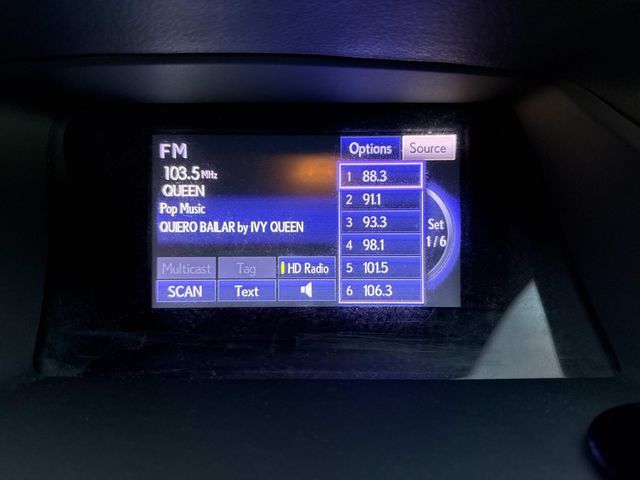 FM
103.5 MHz
QUEEN
Pop Music
QUIERO BAILAR by IVY QUEEN
Multicast Tag HD Radio
SCAN Text
Options Source
1 88.3
2 91.1
3 93.3
4 98.1
5 101.5
6 106.3
Set
1/6